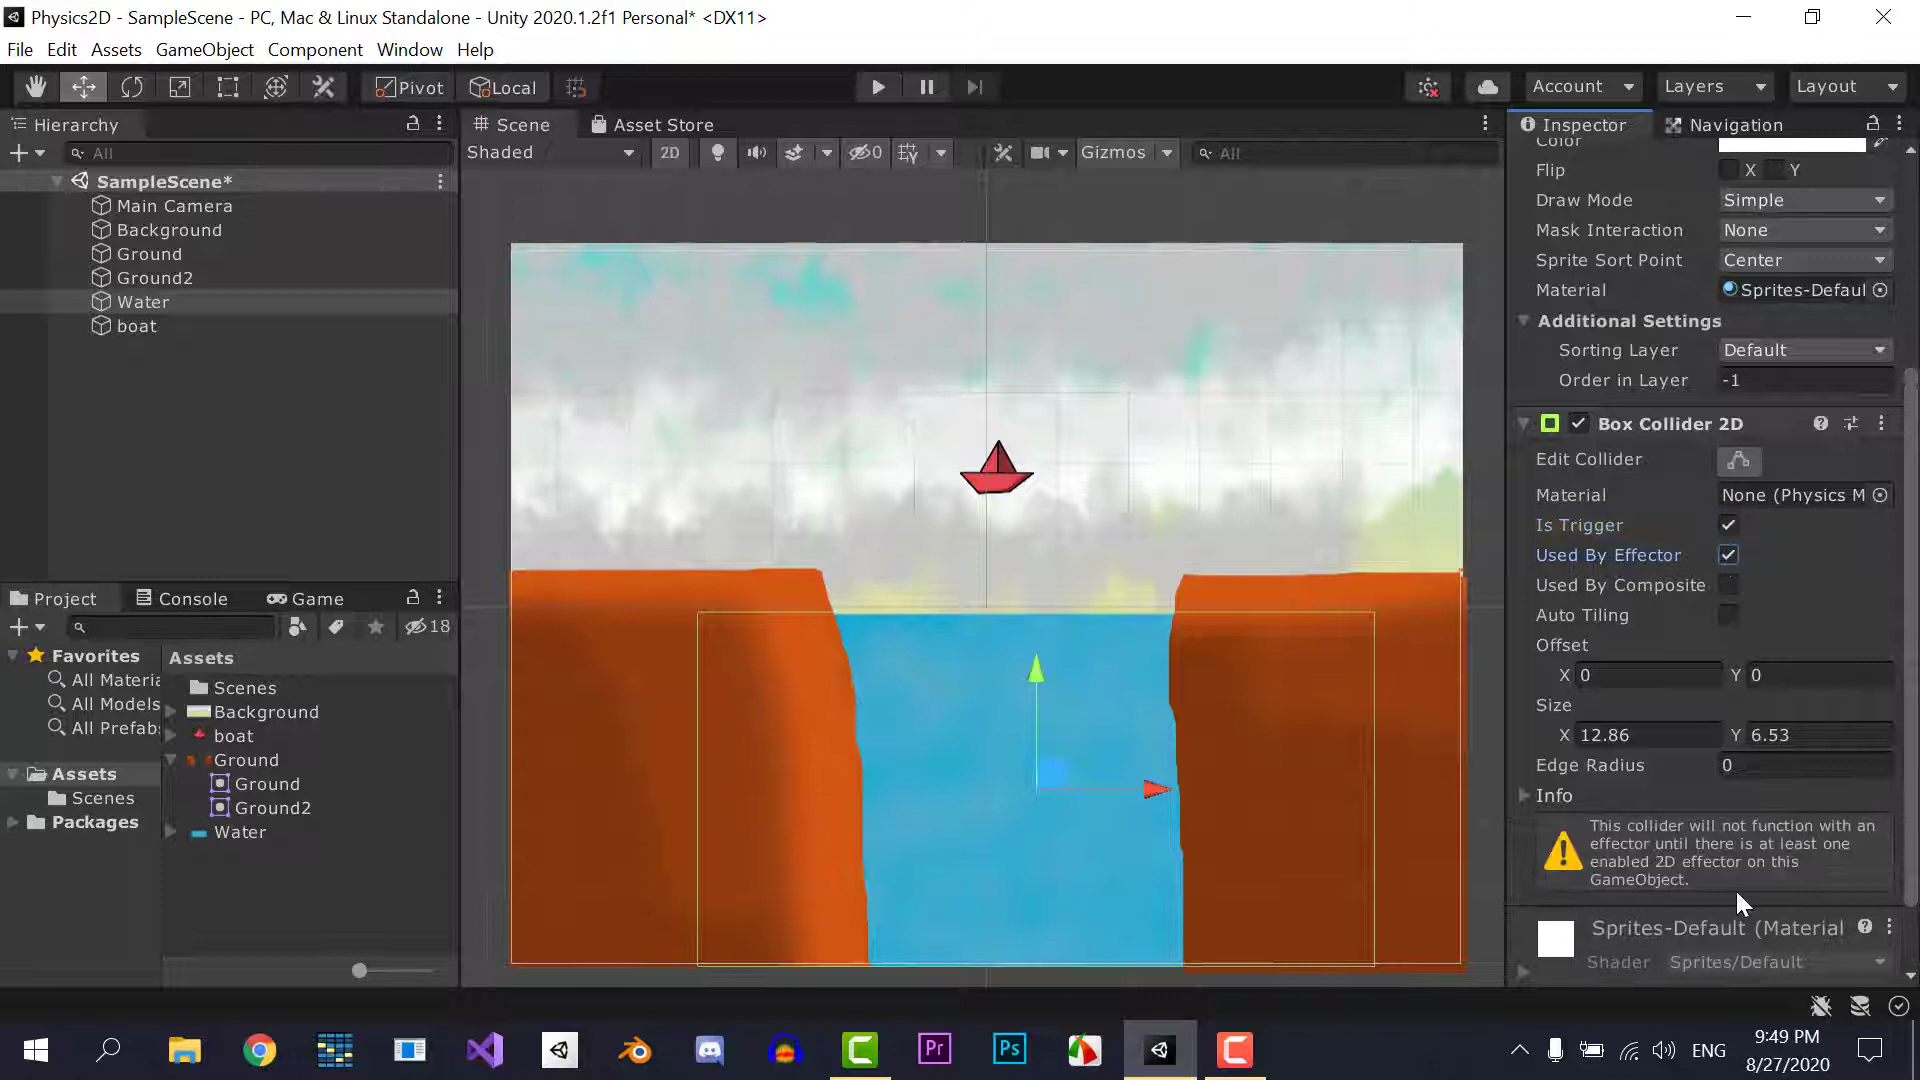 Physics2D - SampleScene - PC, Mac & Linux Standalone - Unity 2020.1.2f1 Personal* <DX11>
File Edit Assets GameObject Component Window Help
Pivot Local Account Layers Layout
Hierarchy
All
SampleScene*
Main Camera
Background
Ground
Ground2
Water
boat
Scene Asset Store
Shaded 2D 0 Gizmos All
Project Console Game
18
Favorites
All Materia
All Models
All Prefab
Assets
Scenes
Packages
Assets
Scenes
Background
boat
Ground
Ground
Ground2
Water
Inspector Navigation
Color
Flip X Y
Draw Mode Simple
Mask Interaction None
Sprite Sort Point Center
Material Sprites-Defaul
Additional Settings
Sorting Layer Default
Order in Layer -1
Box Collider 2D
Edit Collider
Material None (Physics M
Is Trigger
Used By Effector
Used By Composite
Auto Tiling
Offset
X 0 Y 0
Size
X 12.86 Y 6.53
Edge Radius 0
Info
This collider will not function with an
effector until there is at least one
enabled 2D effector on this
GameObject.
Sprites-Default (Material
Shader Sprites/Default
Pr Ps ENG
9:49 PM
8/27/2020